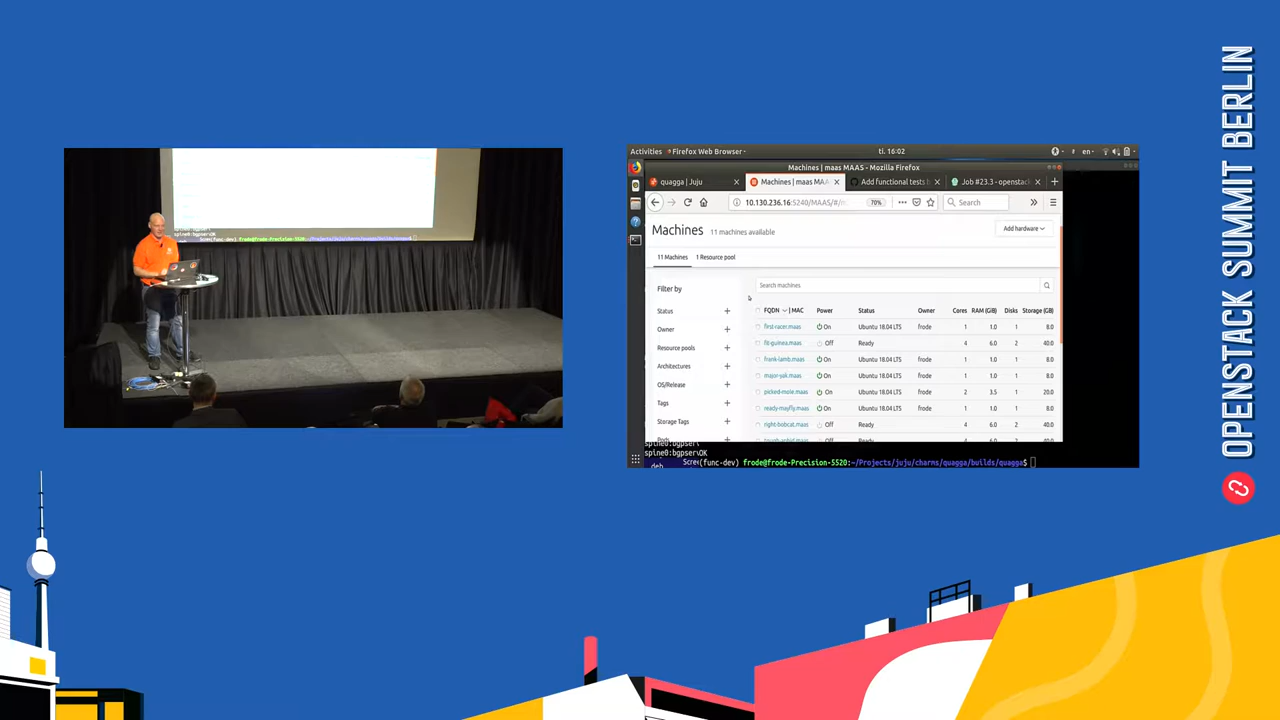 Activities
Firefox Web Browser
ti. 16:02
en
Machines | maas MAAS - Mozilla Firefox
quagga | Juju
Machines | maas MAA
Add functional tests
Job #23.3 - openstack
10.130.236.16:5240/MAAS/#/
70%
Search
Machines
11 machines available
Add hardware
11 Machines
1 Resource pool
Filter by
Search machines
Status
Owner
Resource pools
Architectures
OS/Release
Tags
Storage Tags
Pods
FQDN | MAC Power Status Owner Cores RAM (GiB) Disks Storage (GB)
first-racer.maas On Ubuntu 18.04 LTS frode 1 1.0 1 8.0
fit-guinea.maas Off Ready 4 6.0 2 40.0
frank-lamb.maas On Ubuntu 18.04 LTS frode 1 1.0 1 8.0
major-yak.maas On Ubuntu 18.04 LTS frode 1 1.0 1 8.0
picked-mole.maas On Ubuntu 18.04 LTS frode 2 3.5 1 20.0
ready-mayfly.maas On Ubuntu 18.04 LTS frode 1 1.0 1 8.0
right-bobcat.maas Off Ready 4 6.0 2 40.0
spine0:bgpser\
spine0:bgpser\OK
(func-dev) frode@frode-Precision-5520:~/Projects/juju/charms/quagga/builds/quagga$
OPENSTACK SUMMIT BERLIN